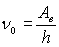 ν₀ = Aₑ / h